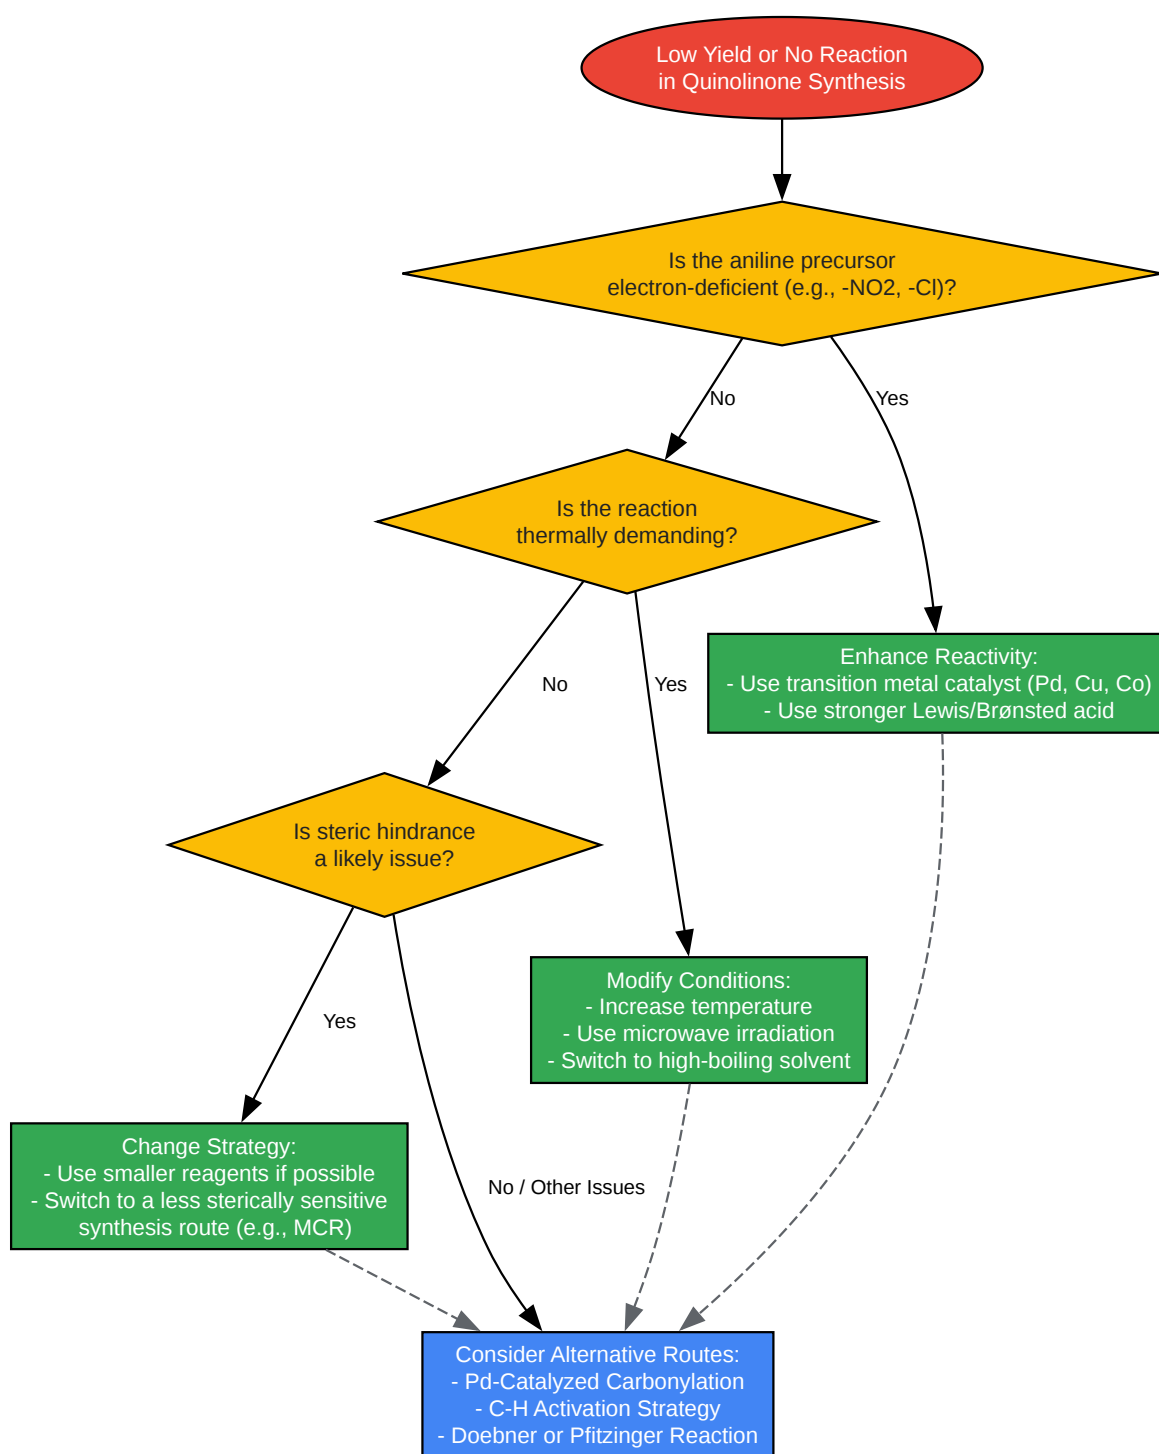 Low Yield or No Reaction
in Quinolinone Synthesis
Is the aniline precursor
electron-deficient (e.g., -NO2, -Cl)?
No
Yes
Is the reaction
thermally demanding?
No
Yes
Enhance Reactivity:
- Use transition metal catalyst (Pd, Cu, Co)
- Use stronger Lewis/Brønsted acid
Is steric hindrance
a likely issue?
Yes
No / Other Issues
Modify Conditions:
- Increase temperature
- Use microwave irradiation
- Switch to high-boiling solvent
Change Strategy:
- Use smaller reagents if possible
- Switch to a less sterically sensitive
synthesis route (e.g., MCR)
Consider Alternative Routes:
- Pd-Catalyzed Carbonylation
- C-H Activation Strategy
- Doebner or Pfitzinger Reaction